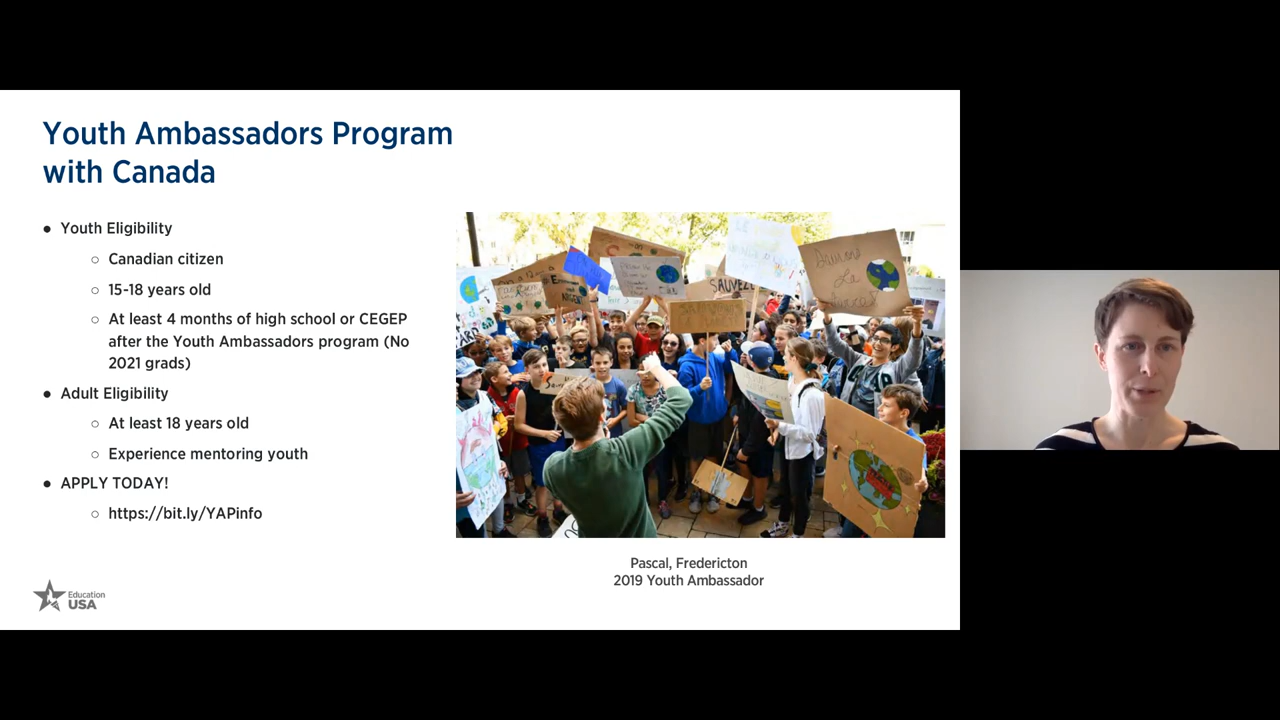 Youth Ambassadors Program
with Canada
● Youth Eligibility
○ Canadian citizen
○ 15-18 years old
○ At least 4 months of high school or CEGEP
after the Youth Ambassadors program (No
2021 grads)
● Adult Eligibility
○ At least 18 years old
○ Experience mentoring youth
● APPLY TODAY!
○ https://bit.ly/YAPinfo
SAUVEZ
ARGENT
Pascal, Fredericton
2019 Youth Ambassador
Education
USA